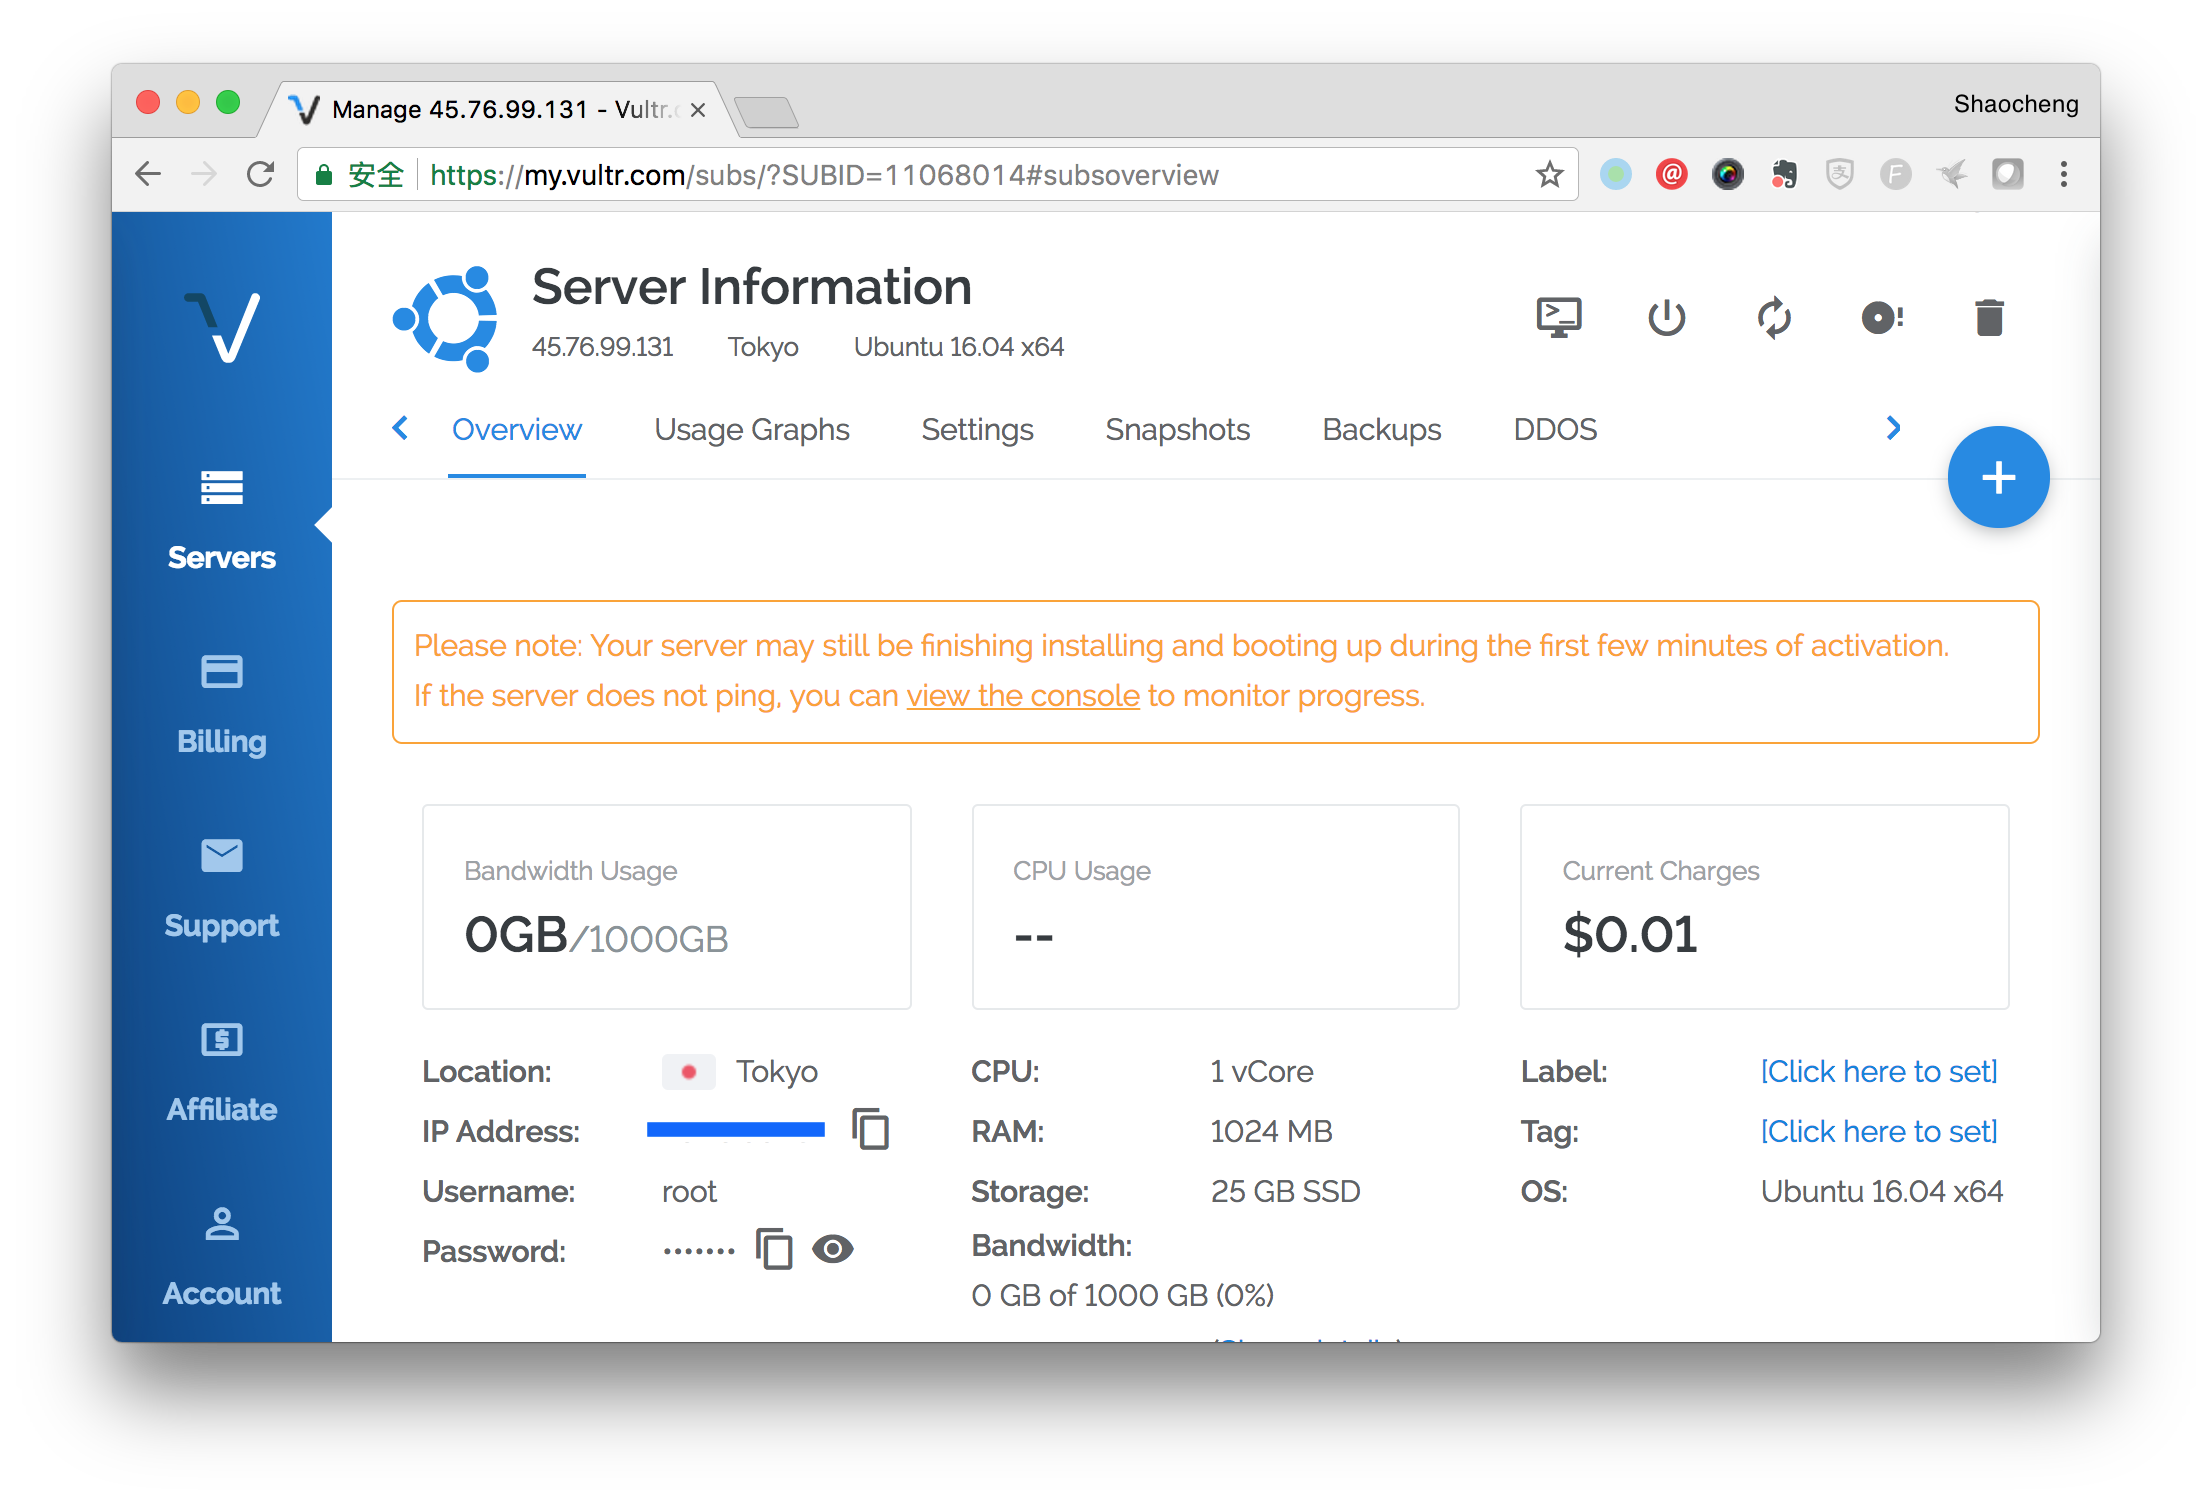 Manage 45.76.99.131 - Vultr.
Shaocheng
安全 https://my.vultr.com/subs/?SUBID=11068014#subsoverview
Server Information
45.76.99.131 Tokyo Ubuntu 16.04 x64
Overview Usage Graphs Settings Snapshots Backups DDOS
Servers
Billing
Support
Affiliate
Account
Please note: Your server may still be finishing installing and booting up during the first few minutes of activation.
If the server does not ping, you can view the console to monitor progress.
Bandwidth Usage
0GB/1000GB
CPU Usage
--
Current Charges
$0.01
Location: Tokyo
IP Address:
Username: root
Password: •••••••
CPU: 1 vCore
RAM: 1024 MB
Storage: 25 GB SSD
Bandwidth:
0 GB of 1000 GB (0%)
Label: [Click here to set]
Tag: [Click here to set]
OS: Ubuntu 16.04 x64